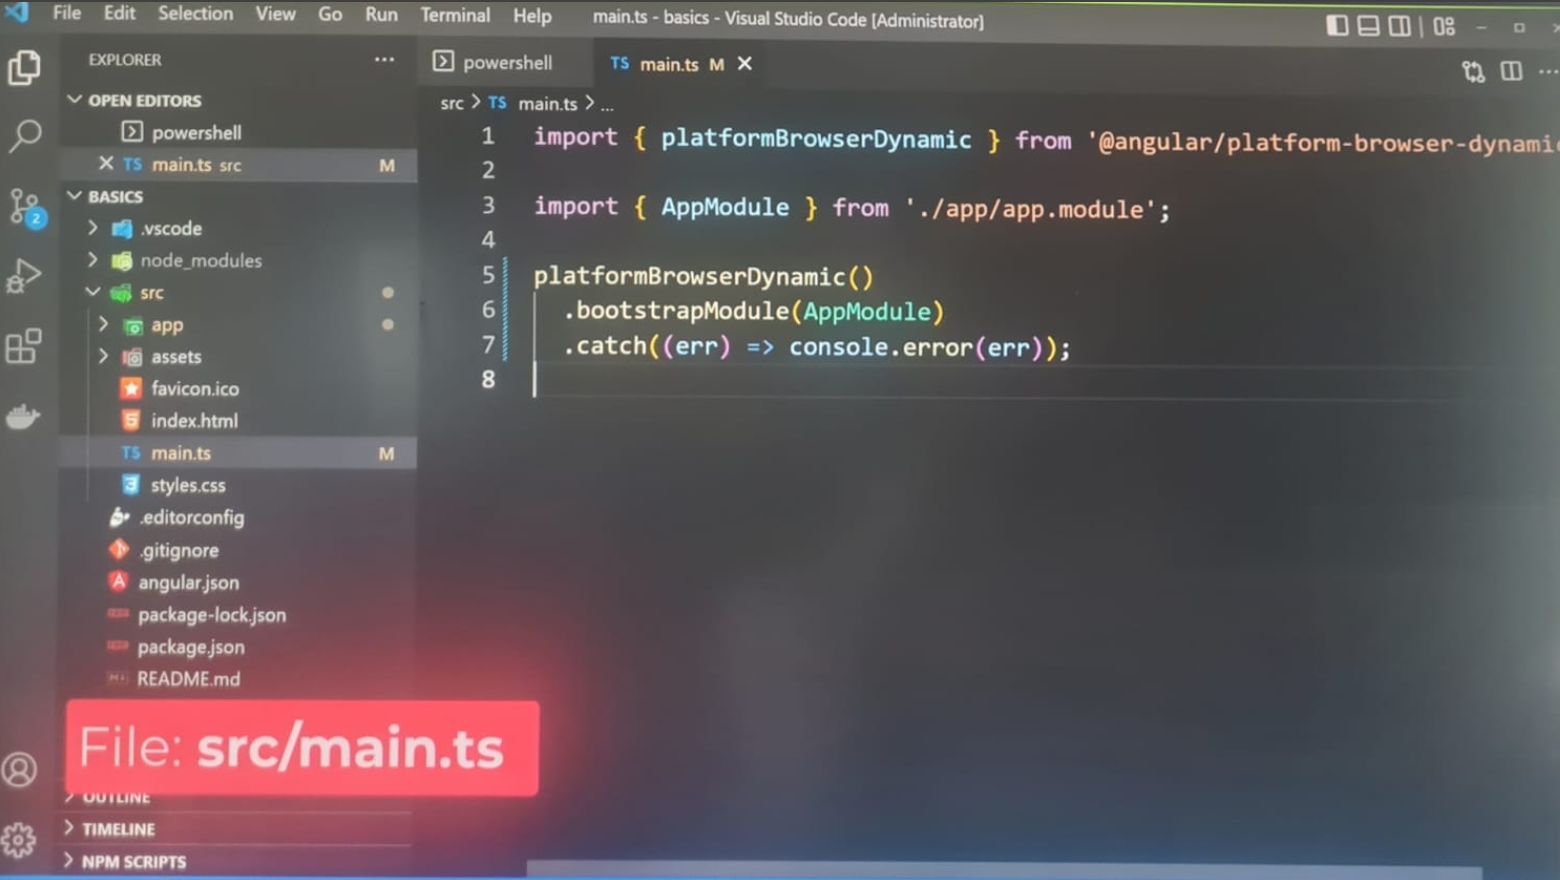 File Edit Selection View Go Run Terminal Help main.ts - basics - Visual Studio Code [Administrator]
EXPLORER
OPEN EDITORS
powershell
TS main.ts src M
BASICS
.vscode
node_modules
src
app
assets
favicon.ico
index.html
TS main.ts M
styles.css
.editorconfig
.gitignore
angular.json
package-lock.json
package.json
README.md
File: src/main.ts
OUTLINE
TIMELINE
NPM SCRIPTS
2
powershell TS main.ts M
src > TS main.ts > ...
1 import { platformBrowserDynamic } from '@angular/platform-browser-dynamic
2
3 import { AppModule } from './app/app.module';
4
5 platformBrowserDynamic()
6 .bootstrapModule(AppModule)
7 .catch((err) => console.error(err));
8